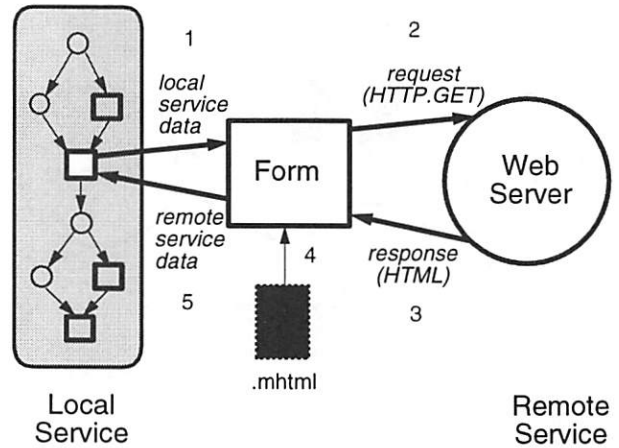 1
2
local
service
data
request
(HTTP.GET)
Form
Web
Server
remote
service
data
4
response
(HTML)
5
3
.mhtml
Local
Service
Remote
Service